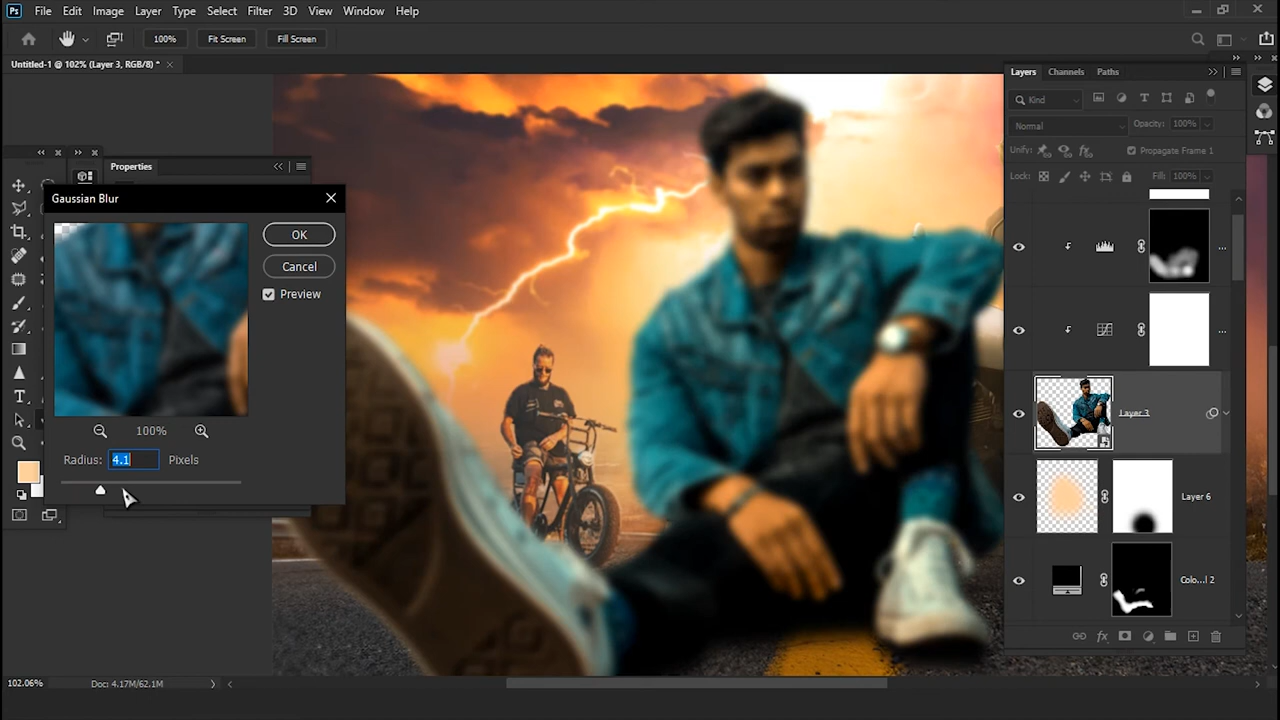 Ps File Edit Image Layer Type Select Filter 3D View Window Help
100% Fit Screen Fill Screen
Untitled-1 @ 102% (Layer 3, RGB/8) *
Layers Channels Paths
Kind
Normal Opacity: 100%
Unify: Propagate Frame 1
Lock: Fill: 100%
Properties
Gaussian Blur
OK
Cancel
Preview
100%
Radius: 4.1 Pixels
Layer 3
Layer 6
Colo...l 2
102.06% Doc: 4.17M/62.1M